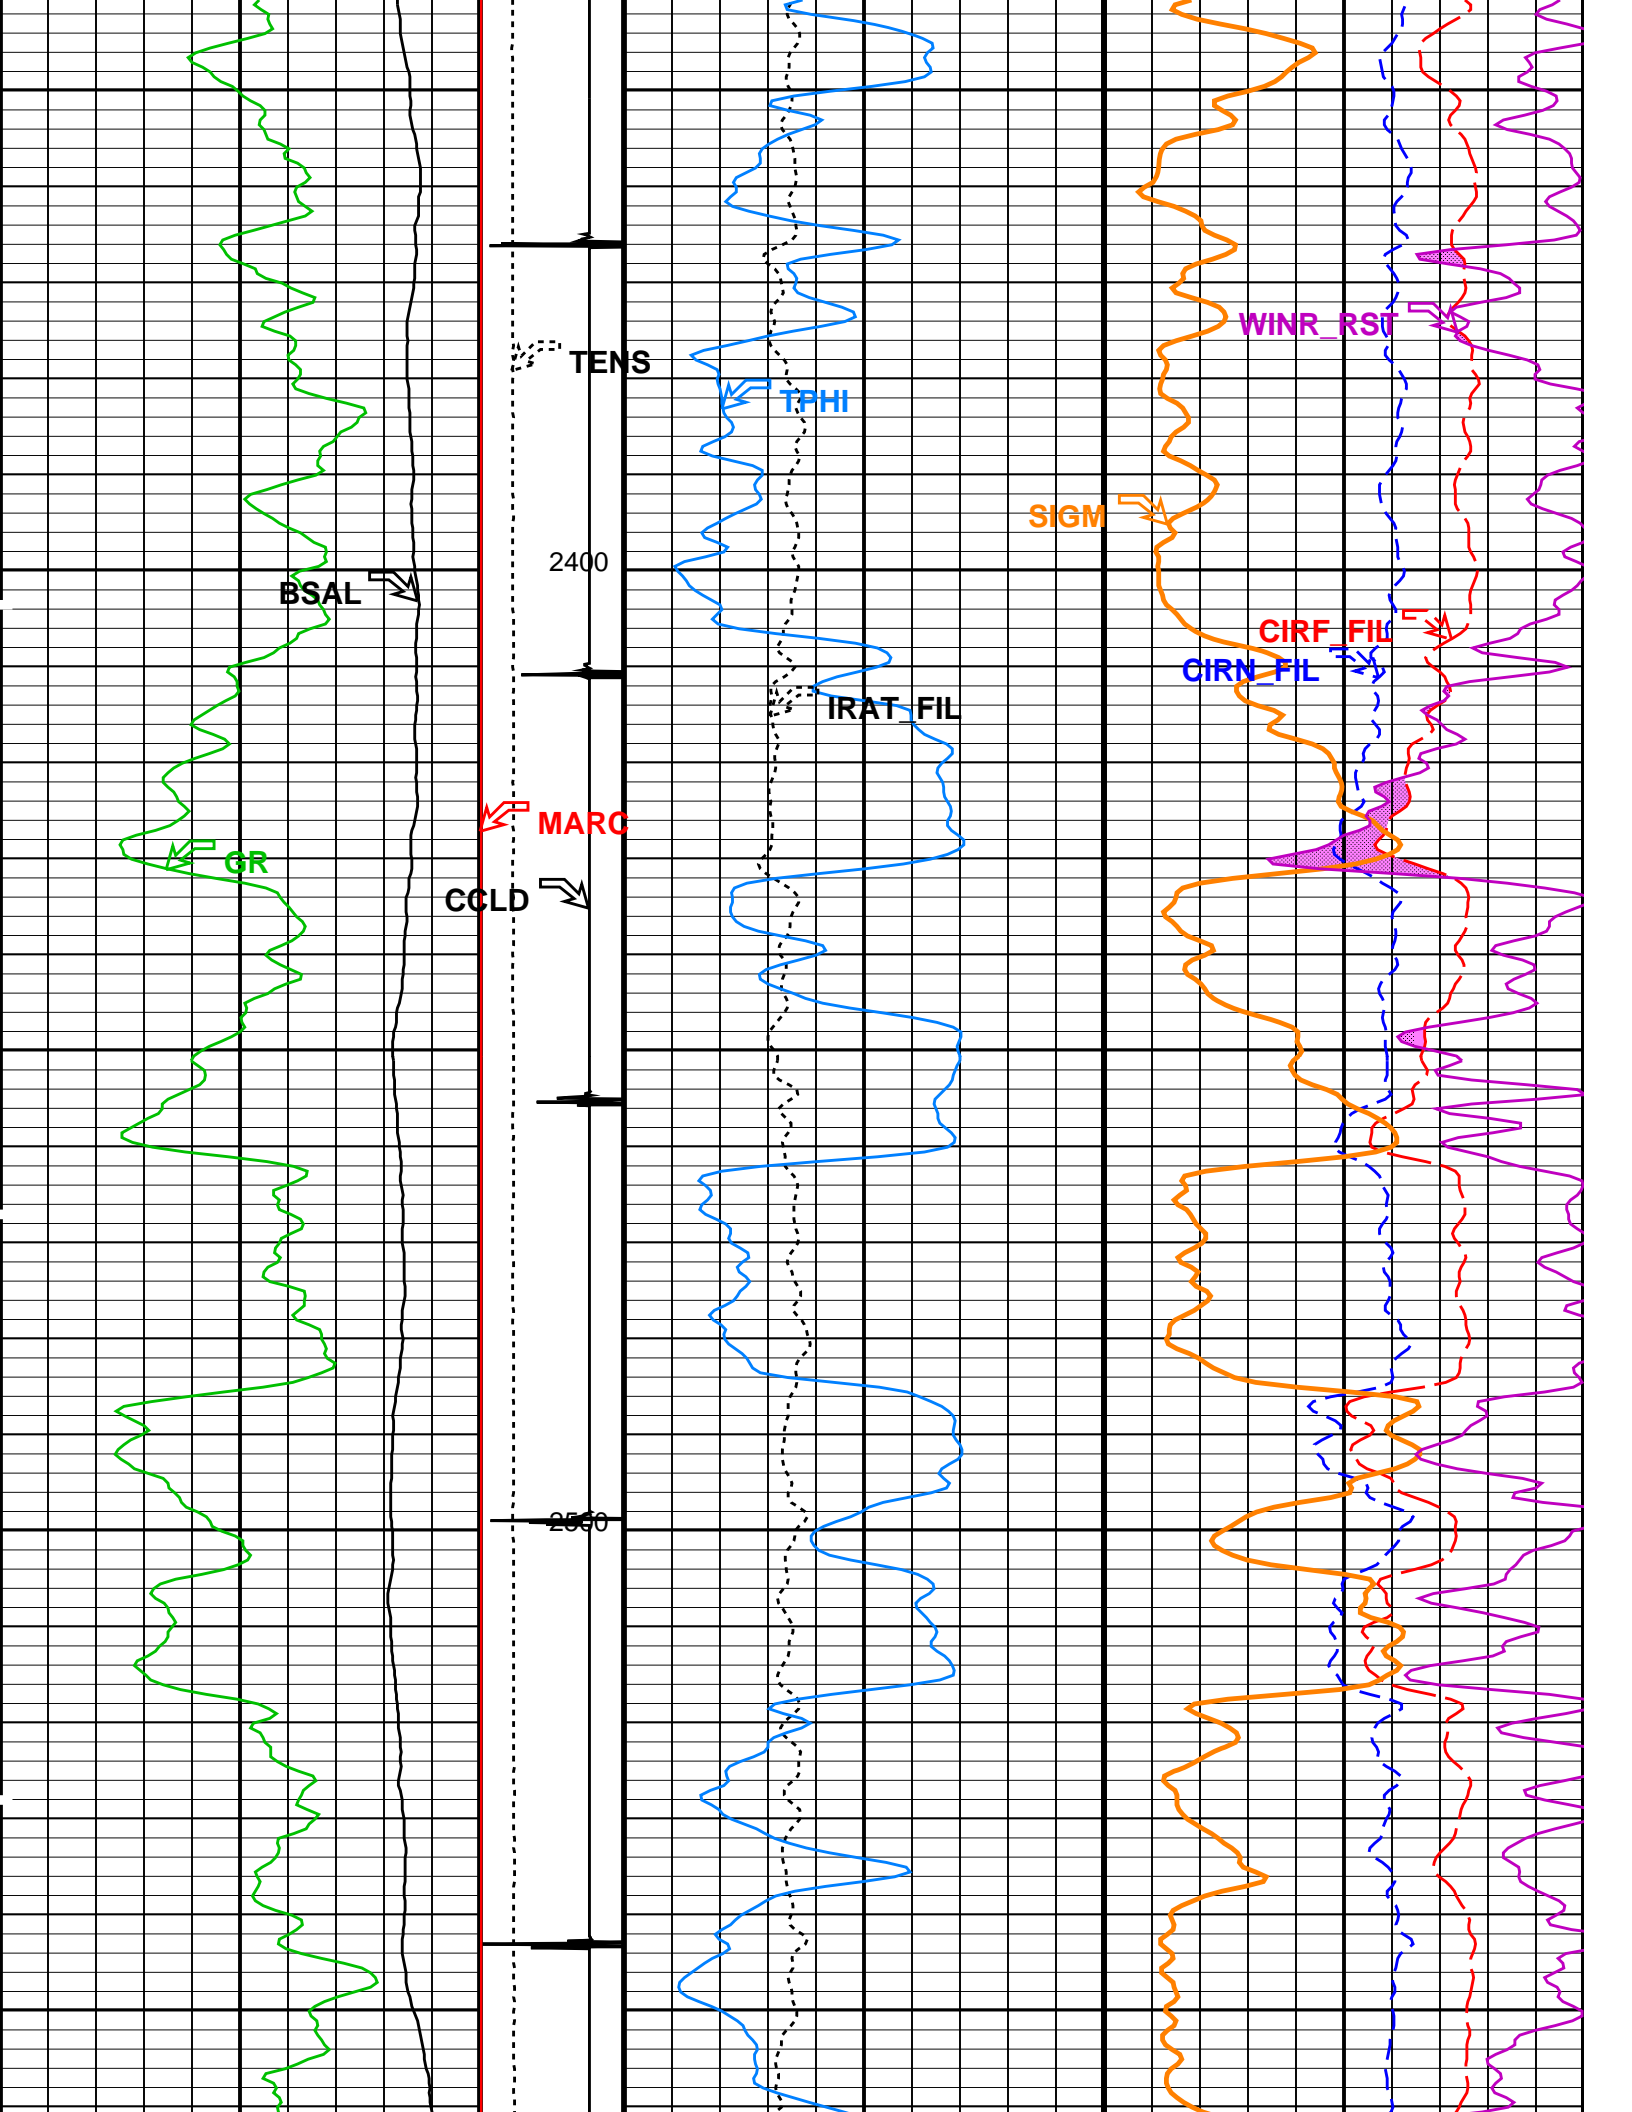 WINR_RST
TENS
TPHI
SIGM
2400
BSAL
CIRF_FIL
CIRN_FIL
IRAT_FIL
MARC
GR
CCLD
2500